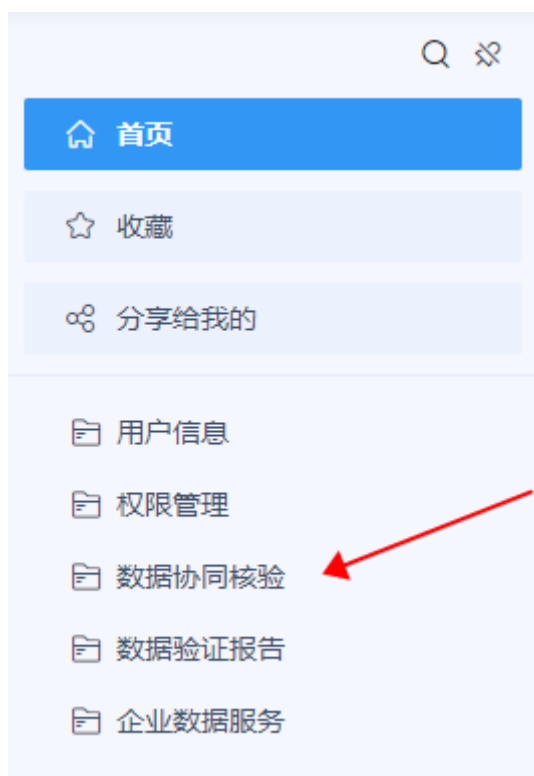 首页
收藏
分享给我的
用户信息
权限管理
数据协同核验
数据验证报告
企业数据服务